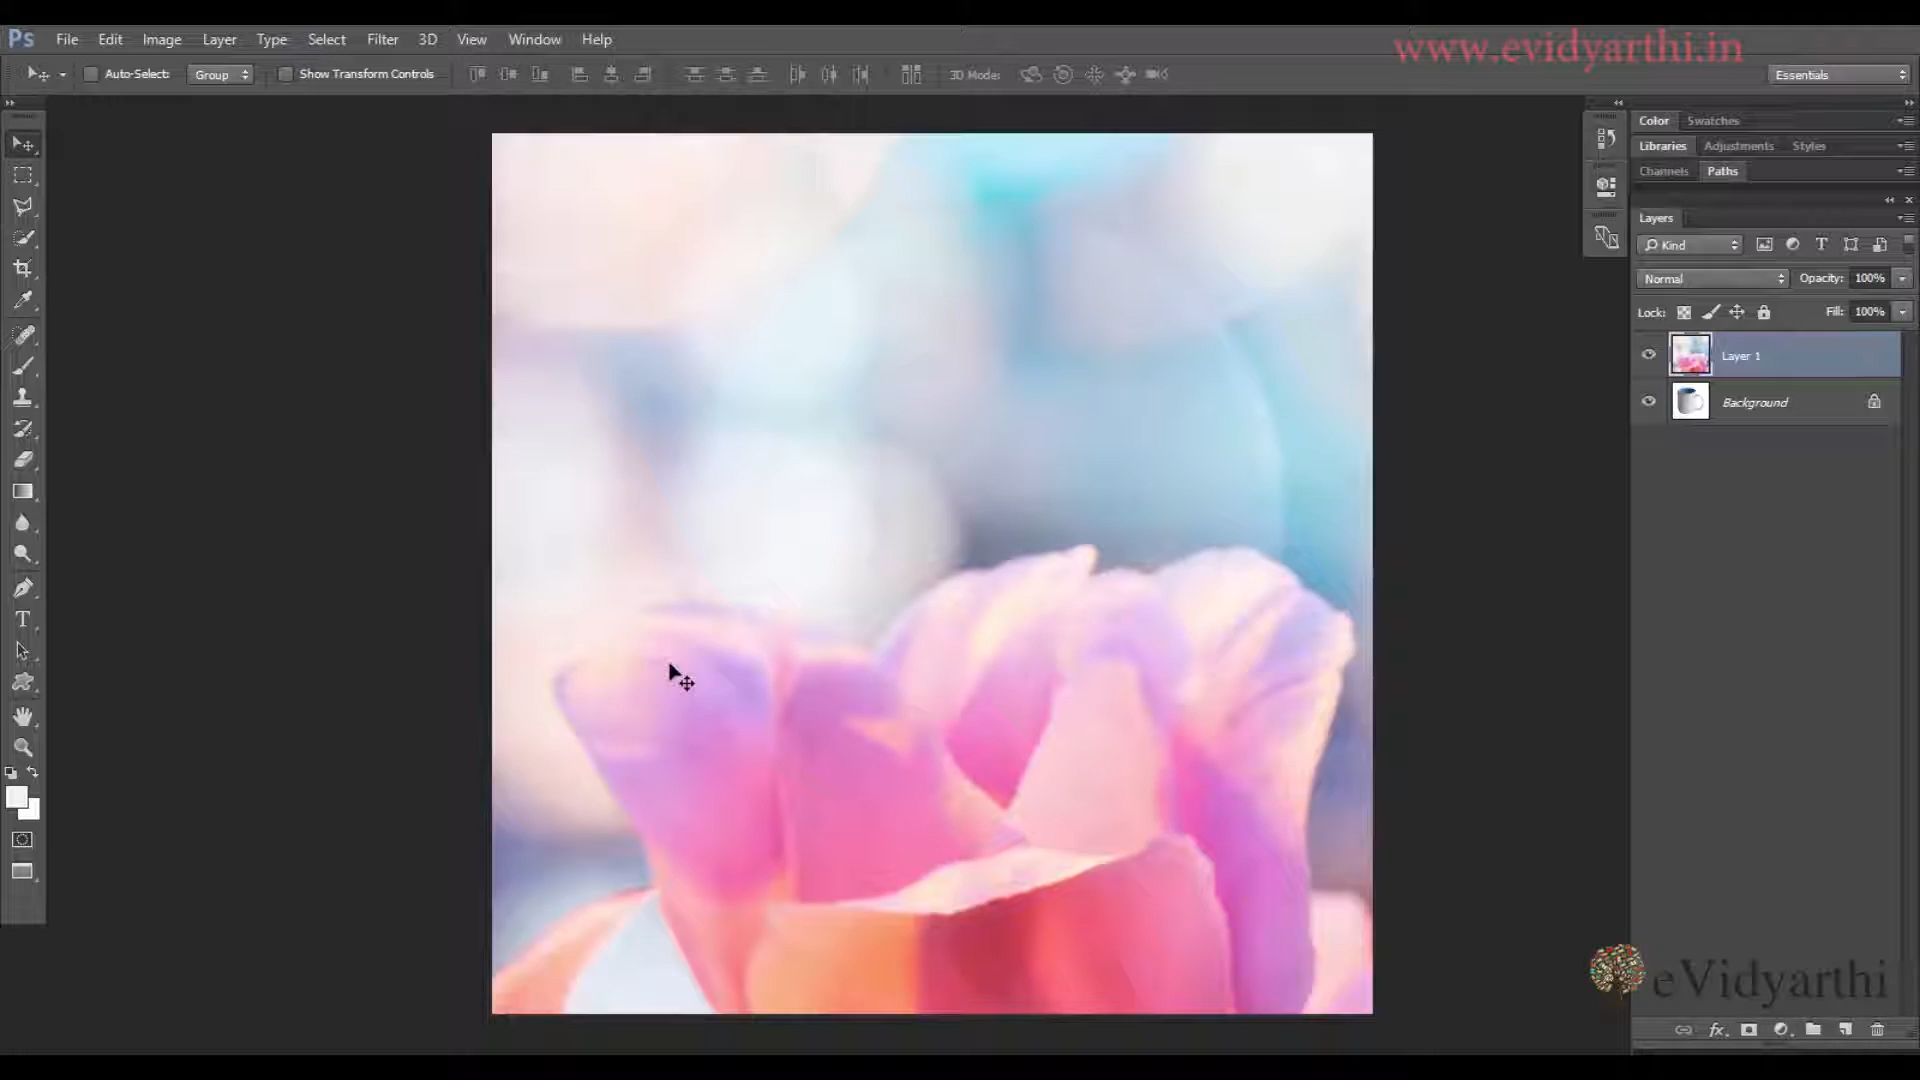 www.evidyarthi.in
Ps File Edit Image Layer Type Select Filter 3D View Window Help
Auto-Select: Group Show Transform Controls 3D Mode: Essentials
Color Swatches
Libraries Adjustments Styles
Channels Paths
Layers
Kind T
Normal Opacity: 100%
Lock: Fill: 100%
Layer 1
Background
T
eVidyarthi
fx